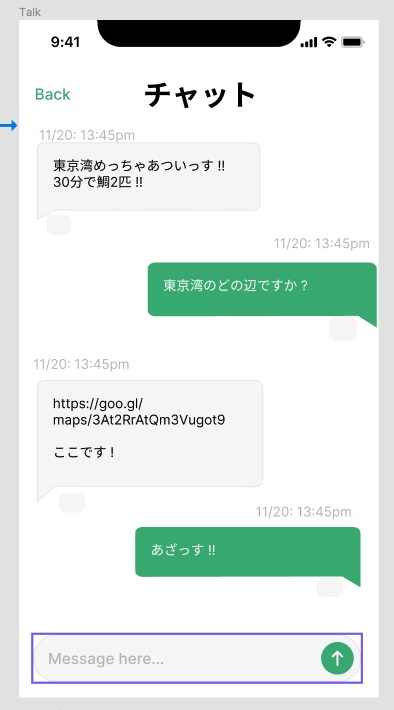 Talk
9:41
Back
チャット
11/20: 13:45pm
東京湾めっちゃあついっす !!
30分で鯛2匹 !!
11/20: 13:45pm
東京湾のどの辺ですか ?
11/20: 13:45pm
https://goo.gl/
maps/3At2RrAtQm3Vugot9
ここです !
11/20: 13:45pm
あざっす !!
Message here...